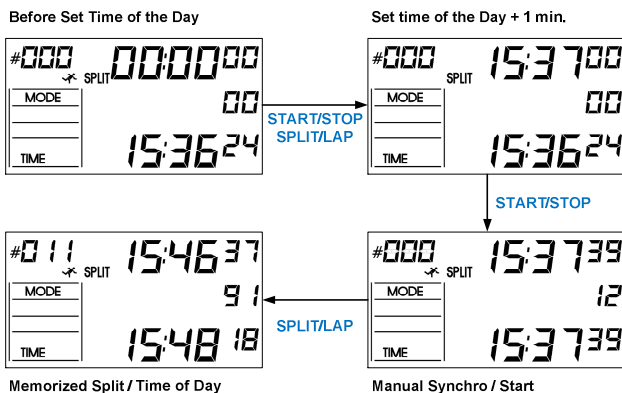 Before Set Time of the Day
#000 SPLIT 00:00 00
MODE 00
TIME 15:36 24
START/STOP
SPLIT/LAP
Set time of the Day + 1 min.
#000 SPLIT 15:37 00
MODE 00
TIME 15:36 24
START/STOP
#011 SPLIT 15:46 37
MODE 91
TIME 15:48 18
Memorized Split / Time of Day
SPLIT/LAP
#000 SPLIT 15:37 39
MODE 12
TIME 15:37 39
Manual Synchro / Start